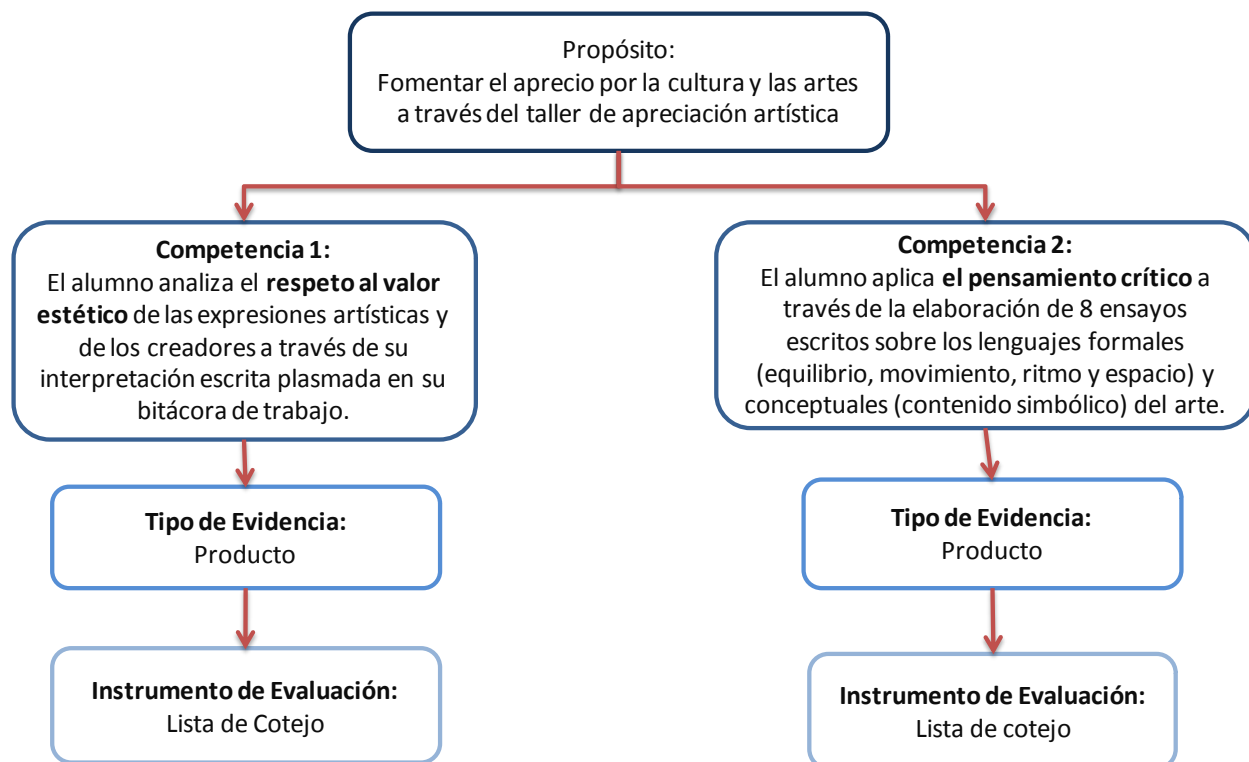 Propósito:
Fomentar el aprecio por la cultura y las artes
a través del taller de apreciación artística
Competencia 1:
El alumno analiza el respeto al valor
estético de las expresiones artísticas y
de los creadores a través de su
interpretación escrita plasmada en su
bitácora de trabajo.
Tipo de Evidencia:
Producto
Instrumento de Evaluación:
Lista de Cotejo
Competencia 2:
El alumno aplica el pensamiento crítico a
través de la elaboración de 8 ensayos
escritos sobre los lenguajes formales
(equilibrio, movimiento, ritmo y espacio) y
conceptuales (contenido simbólico) del arte.
Tipo de Evidencia:
Producto
Instrumento de Evaluación:
Lista de cotejo